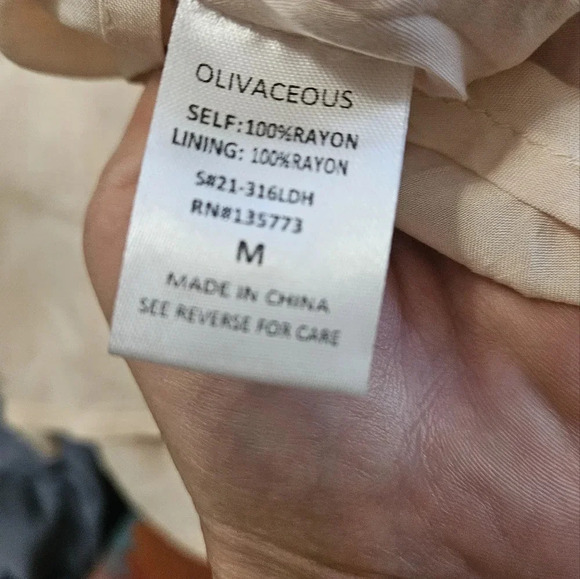 OLIVACEOUS
SELF:100%RAYON
LINING: 100%RAYON
S#21-316LDH
RN#135773
M
MADE IN CHINA
SEE REVERSE FOR CARE